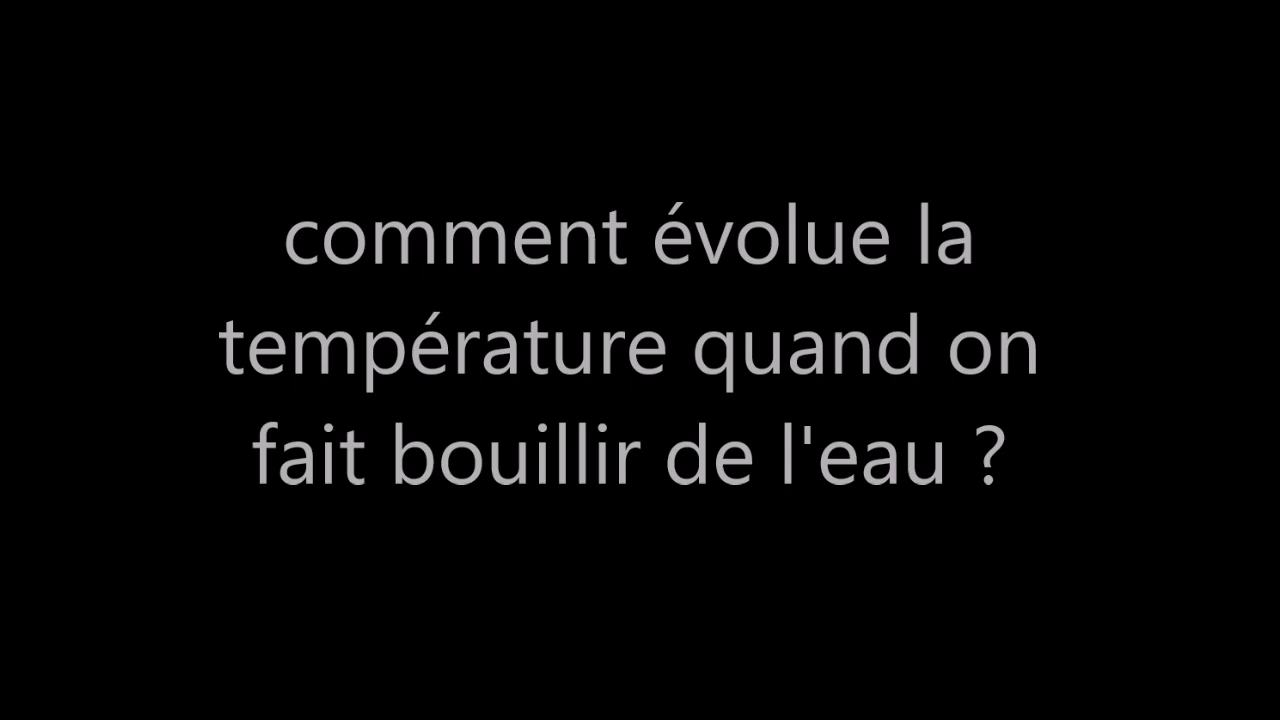 comment évolue la
température quand on
fait bouillir de l'eau ?